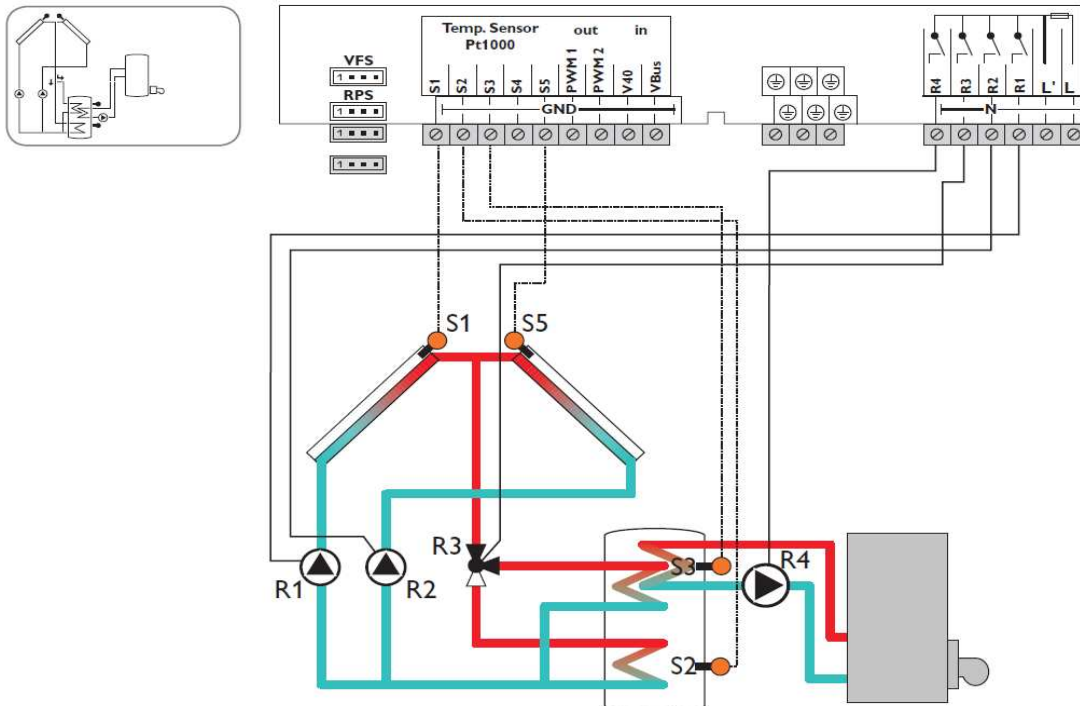 Temp. Sensor out in
Pt1000
VFS
1
RPS
1
1
1
S1 S2 S3 S4 S5 PWM 1 PWM 2 V40 VBus
GND
R4 R3 R2 R1 L' L
N
S1 S5
R3
R1 R2
S3 R4
S2